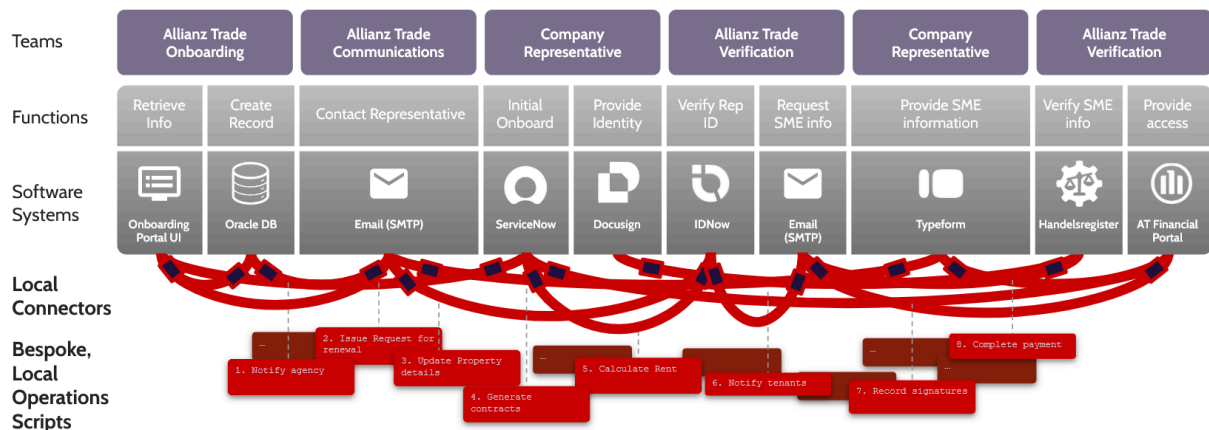 Teams
Allianz Trade
Onboarding
Allianz Trade
Communications
Company
Representative
Allianz Trade
Verification
Company
Representative
Allianz Trade
Verification
Functions
Retrieve
Info
Create
Record
Contact Representative
Initial
Onboard
Provide
Identity
Verify Rep
ID
Request
SME info
Provide SME
information
Verify SME
info
Provide
access
Software
Systems
Onboarding
Portal UI
Oracle DB
Email (SMTP)
ServiceNow
Docusign
IDNow
Email
(SMTP)
Typeform
Handelsregister
AT Financial
Portal
Local
Connectors
Bespoke,
Local
Operations
Scripts
…
1. Notify agency
2. Issue Request for
renewal
3. Update Property
details
4. Generate
contracts
…
5. Calculate Rent
6. Notify tenants
…
7. Record signatures
…
8. Complete payment